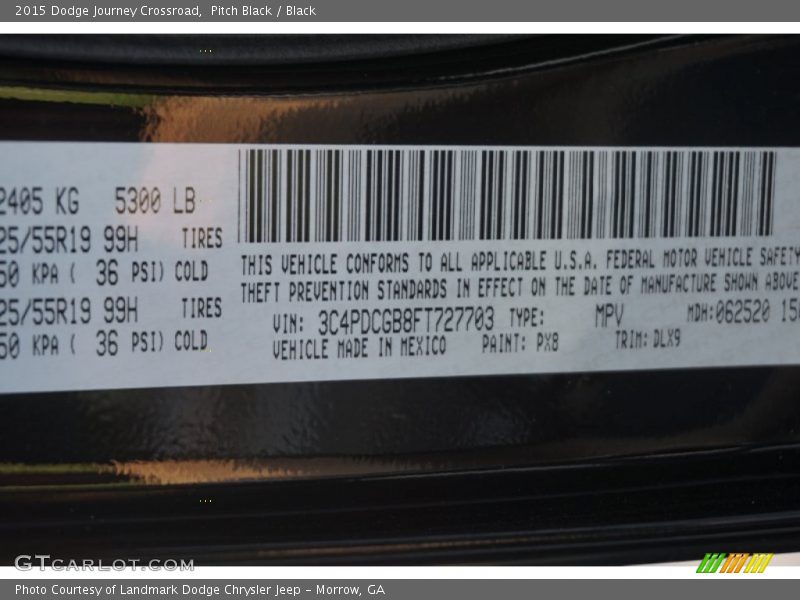 2015 Dodge Journey Crossroad, Pitch Black / Black
2405 KG 5300 LB
25/55R19 99H TIRES
50 KPA ( 36 PSI) COLD
25/55R19 99H TIRES
50 KPA ( 36 PSI) COLD
THIS VEHICLE CONFORMS TO ALL APPLICABLE U.S.A. FEDERAL MOTOR VEHICLE SAFETY
THEFT PREVENTION STANDARDS IN EFFECT ON THE DATE OF MANUFACTURE SHOWN ABOVE
VIN: 3C4PDCGB8FT727703 TYPE: MPV MDH:062520 150
VEHICLE MADE IN MEXICO PAINT: PX8 TRIM: DLX9
GTCARLOT.COM
Photo Courtesy of Landmark Dodge Chrysler Jeep – Morrow, GA